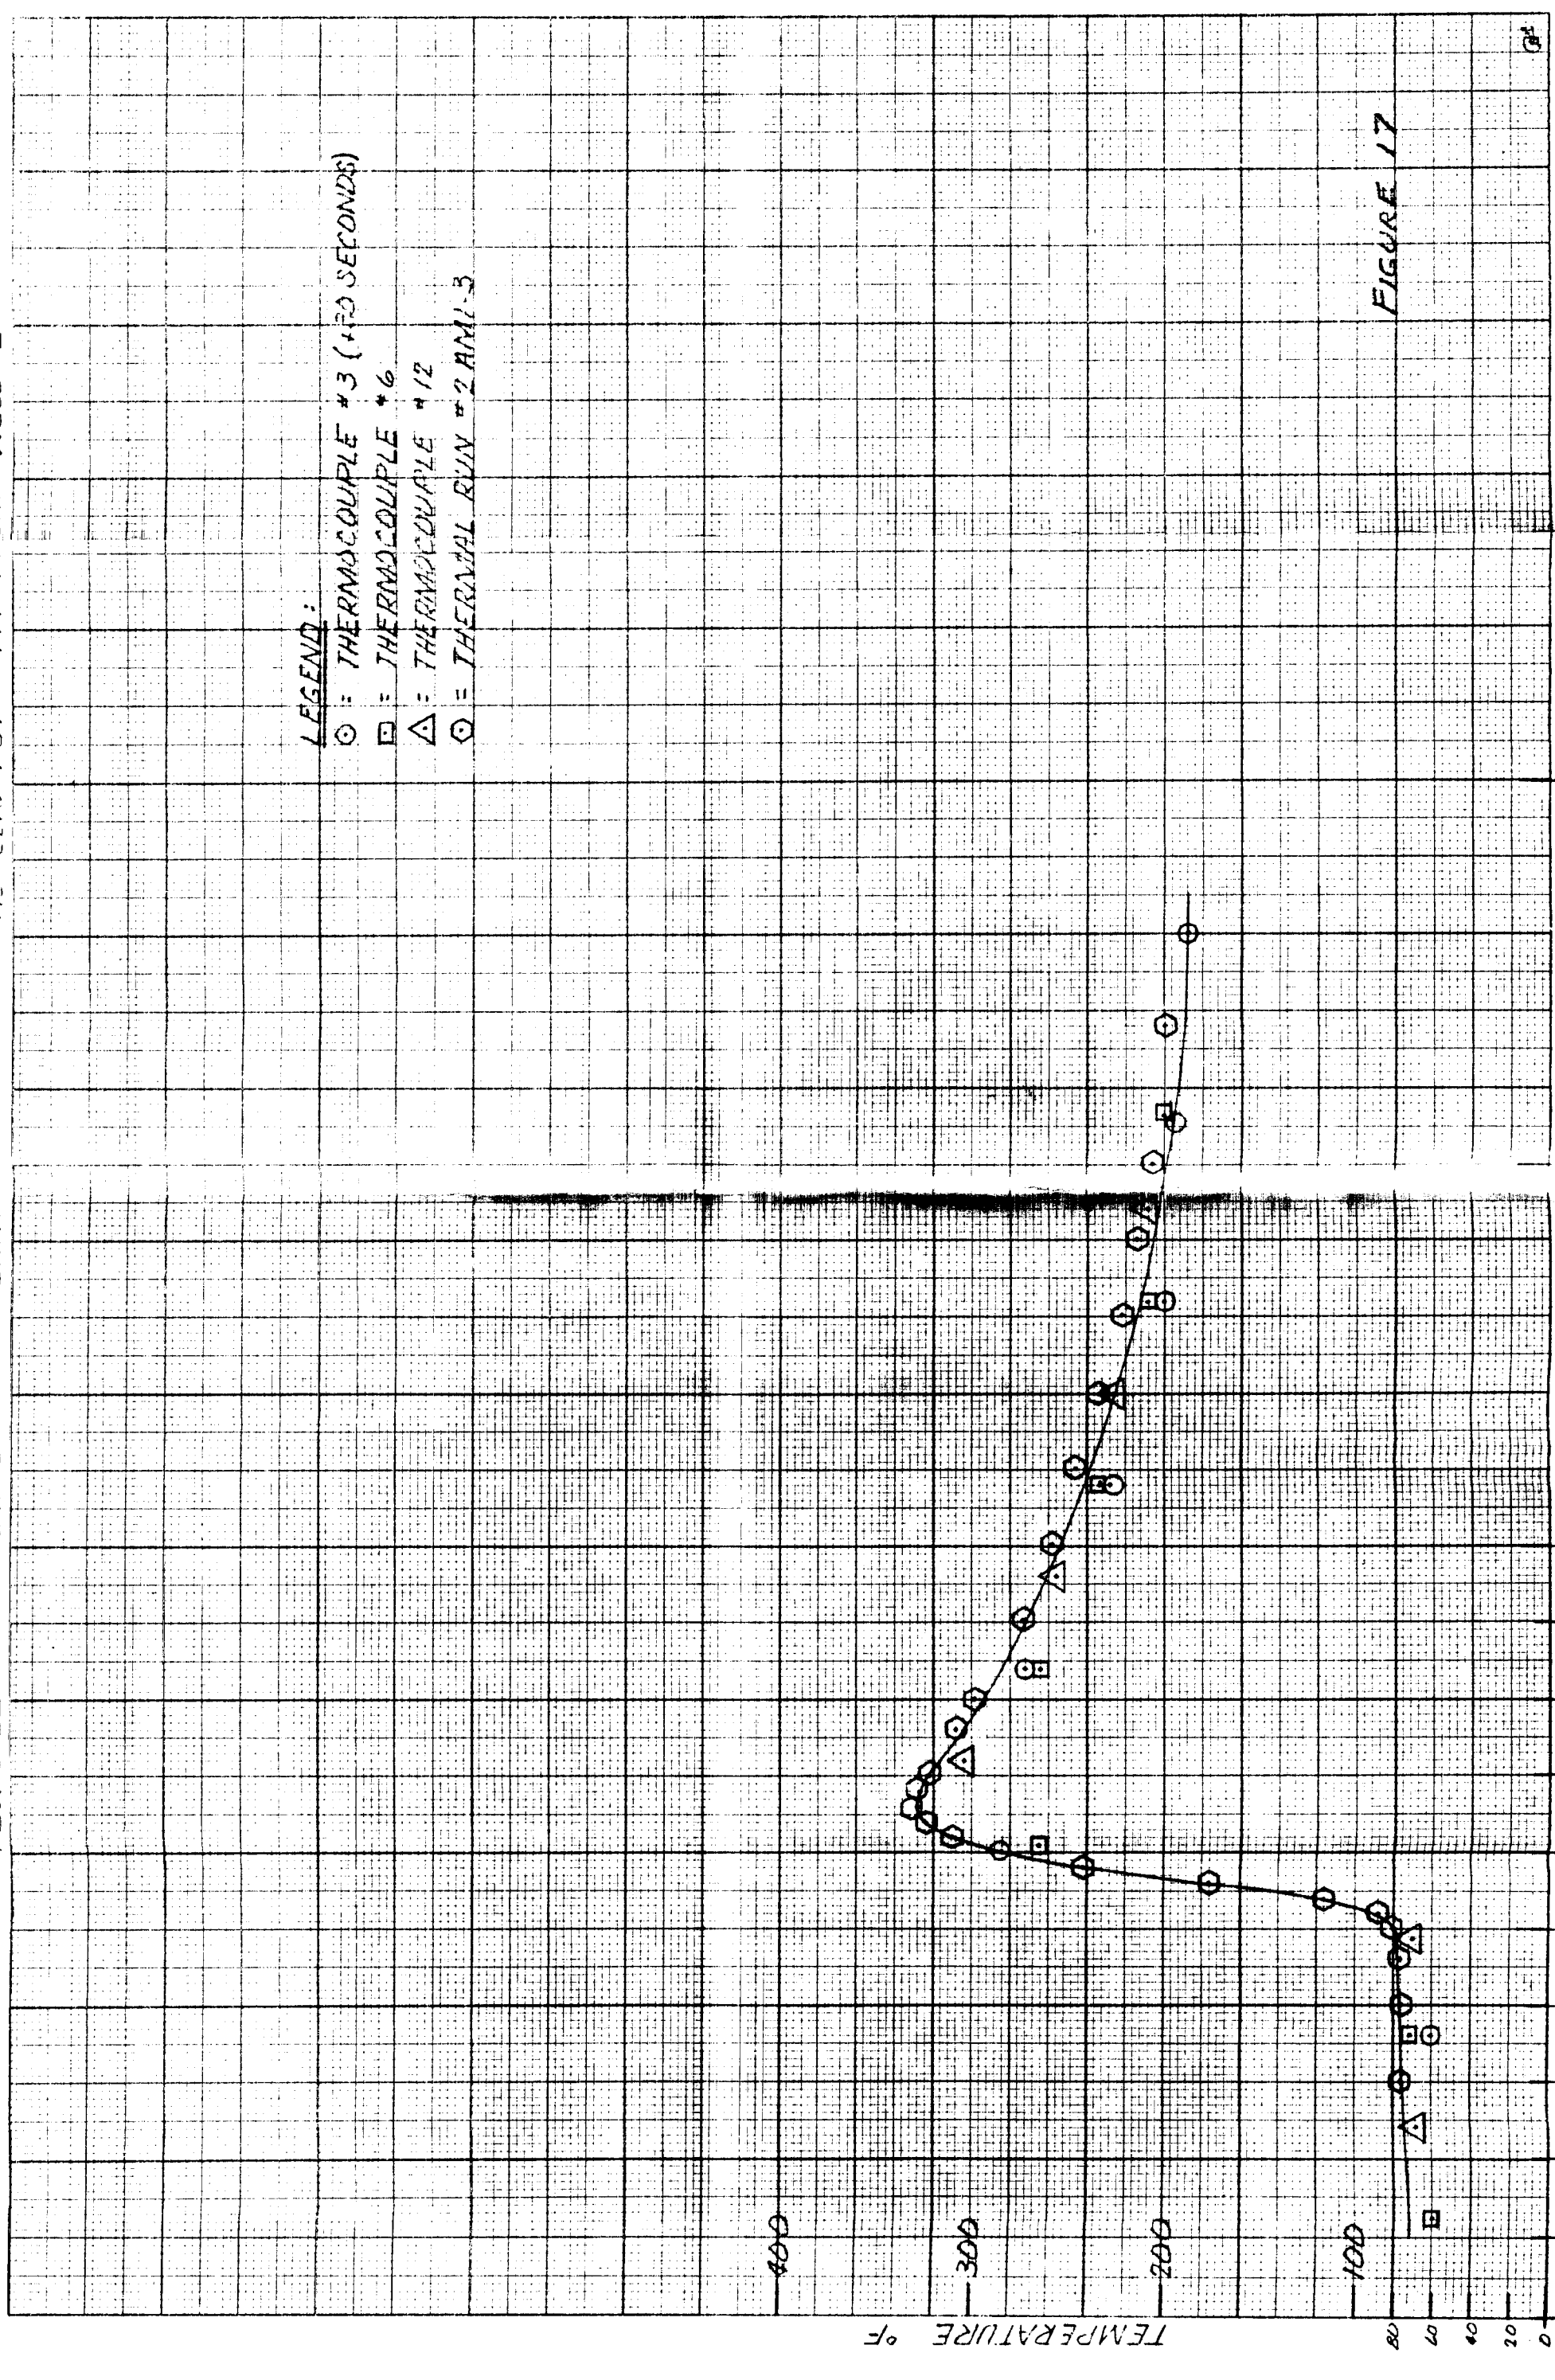 LEGEND:
⊙ = THERMOCOUPLE #3 SECONDS)
⊡ = THERMOCOUPLE #6
= THERMOCOUPLE #12
= THERMAL RUN #2 AMI-3
TEMPERATURE °F
400
300
200
100
80
60
40
20
0
FIGURE 17